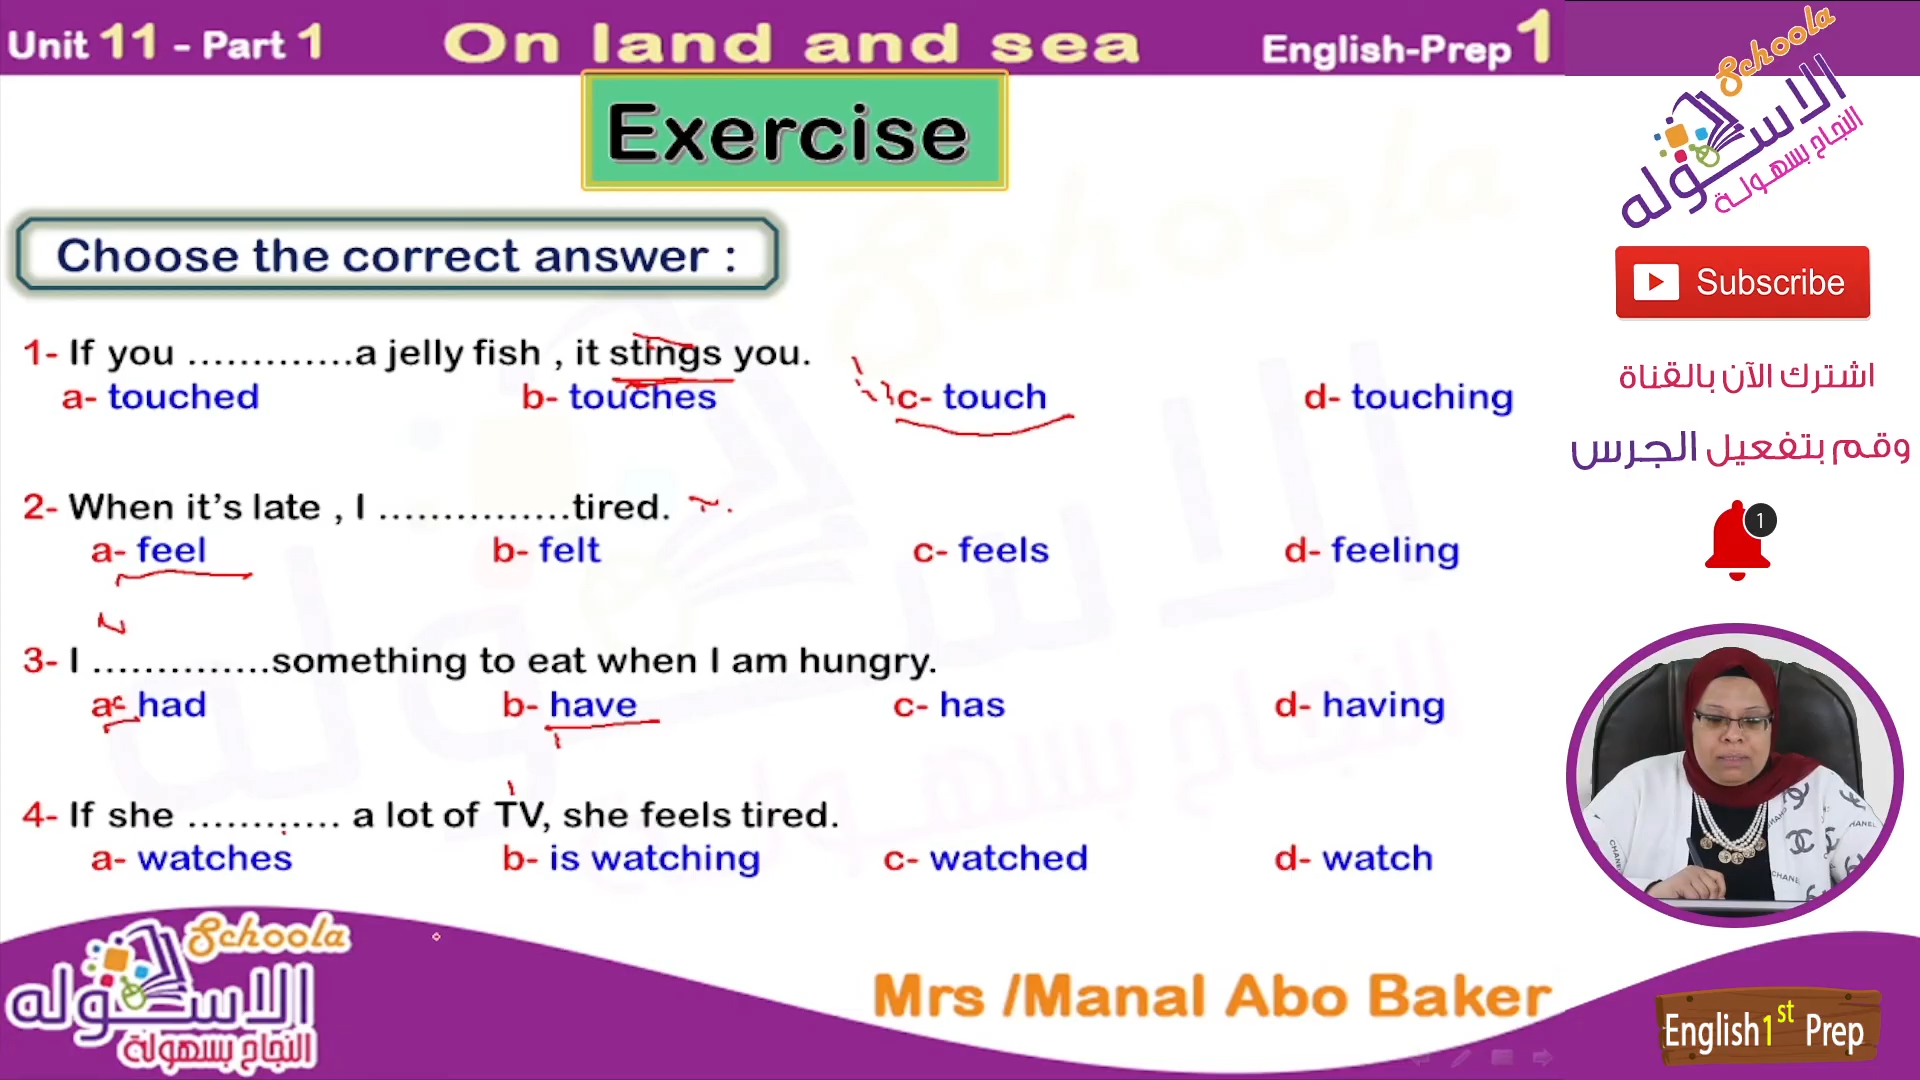 Unit 11 - Part 1 On land and sea English-Prep 1
Schoola
الاسكوله
النجاح بسهولة
Exercise
Choose the correct answer :
Subscribe
1- If you .............a jelly fish , it stings you.
a- touched b- touches c- touch d- touching
اشترك الآن بالقناة
وقم بتفعيل الجرس
1
2- When it’s late , I ...............tired.
a- feel b- felt c- feels d- feeling
3- I ..............something to eat when I am hungry.
a- had b- have c- has d- having
4- If she ............ a lot of TV, she feels tired.
a- watches b- is watching c- watched d- watch
Schoola
الاسكوله
النجاح بسهولة
Mrs /Manal Abo Baker
English 1st Prep